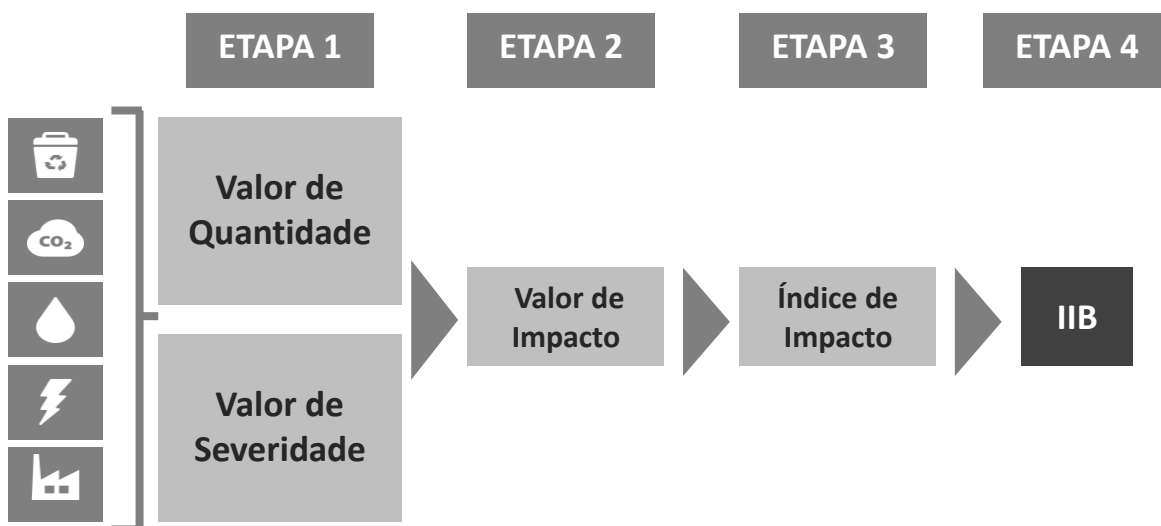 ETAPA 1
ETAPA 2
ETAPA 3
ETAPA 4
CO₂
Valor de
Quantidade
Valor de
Severidade
Valor de
Impacto
Índice de
Impacto
IIB